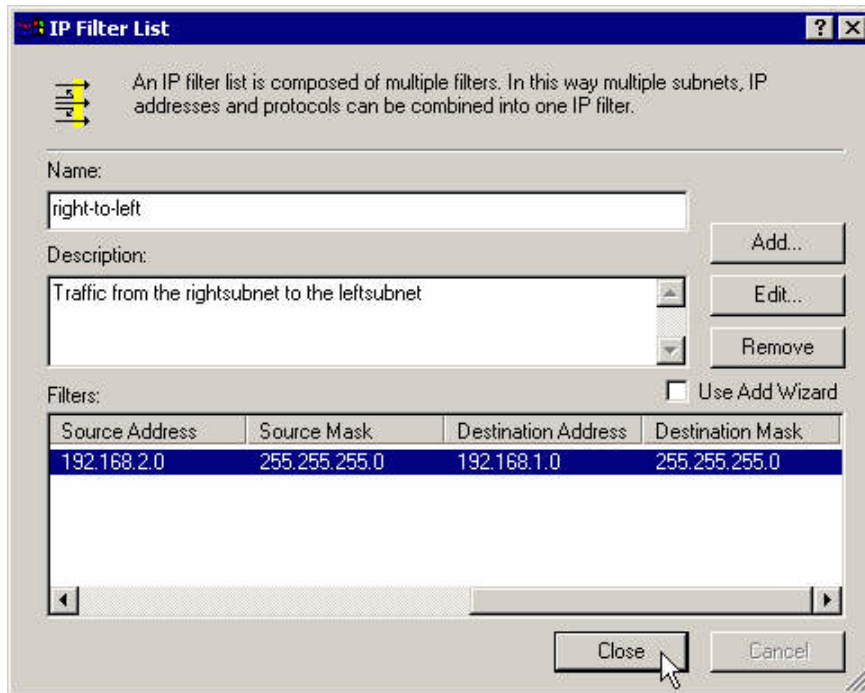 IP Filter List
An IP filter list is composed of multiple filters. In this way multiple subnets, IP
addresses and protocols can be combined into one IP filter.
Name:
right-to-left
Add...
Description:
Traffic from the rightsubnet to the leftsubnet
Edit...
Remove
Filters:
Use Add Wizard
Source Address Source Mask Destination Address Destination Mask
192.168.2.0 255.255.255.0 192.168.1.0 255.255.255.0
Close Cancel